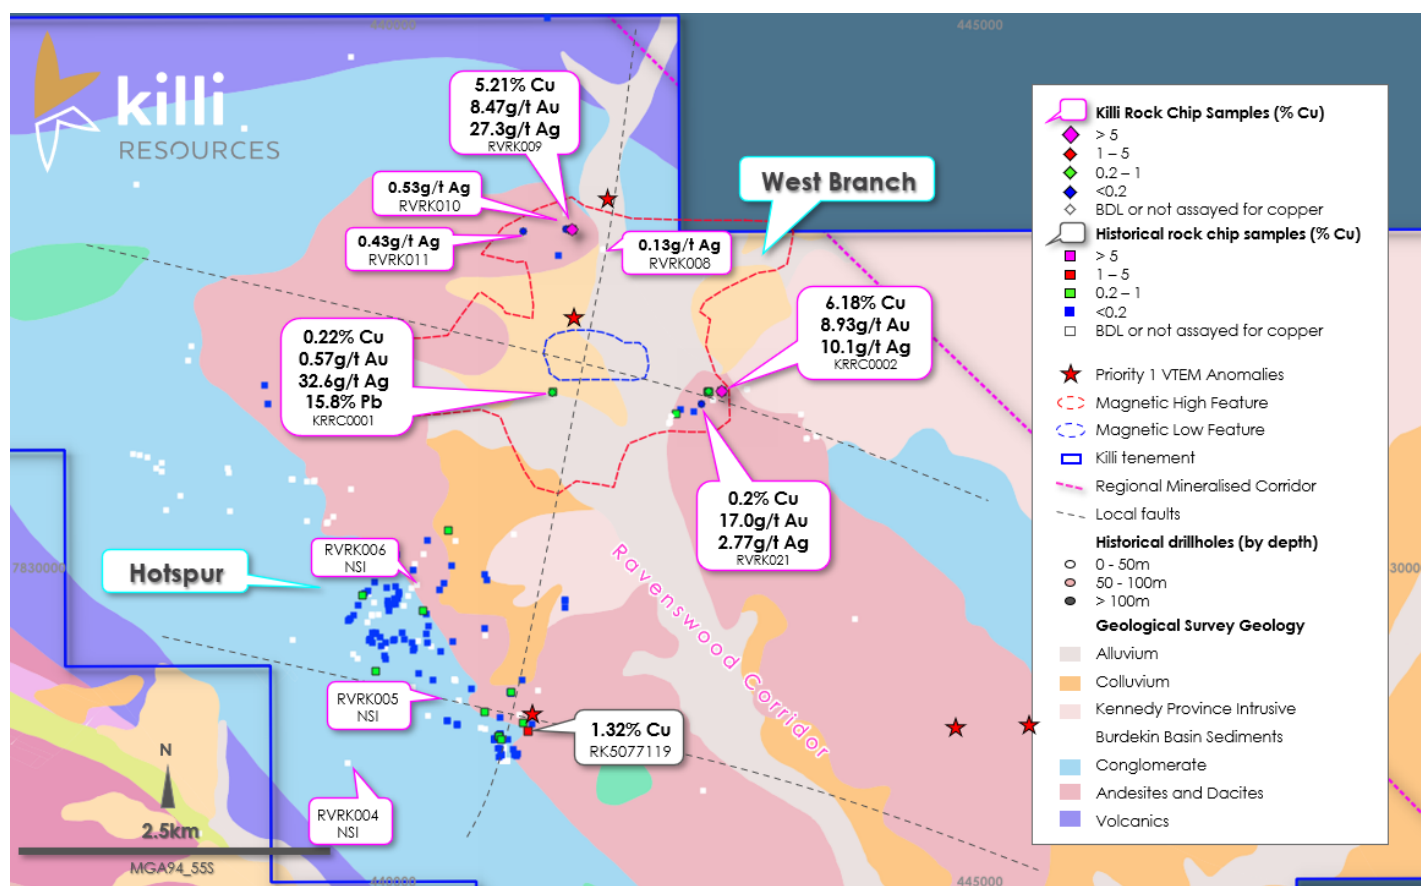 440000
445000
killi
RESOURCES
5.21% Cu
8.47g/t Au
27.3g/t Ag
RVRK009
0.53g/t Ag
RVRK010
0.43g/t Ag
RVRK011
West Branch
0.13g/t Ag
RVRK008
6.18% Cu
8.93g/t Au
10.1g/t Ag
KRRC0002
0.22% Cu
0.57g/t Au
32.6g/t Ag
15.8% Pb
KRRC0001
0.2% Cu
17.0g/t Au
2.77g/t Ag
RVRK021
RVRK006
NSI
Hotspur
7830000
3000
Ravenswood Corridor
RVRK005
NSI
1.32% Cu
RK5077119
RVRK004
NSI
N
2.5km
MGA94_55S
440000
445000
Killi Rock Chip Samples (% Cu)
> 5
1 – 5
0.2 – 1
<0.2
BDL or not assayed for copper
Historical rock chip samples (% Cu)
> 5
1 – 5
0.2 – 1
<0.2
BDL or not assayed for copper
Priority 1 VTEM Anomalies
Magnetic High Feature
Magnetic Low Feature
Killi tenement
Regional Mineralised Corridor
Local faults
Historical drillholes (by depth)
0 - 50m
50 - 100m
> 100m
Geological Survey Geology
Alluvium
Colluvium
Kennedy Province Intrusive
Burdekin Basin Sediments
Conglomerate
Andesites and Dacites
Volcanics